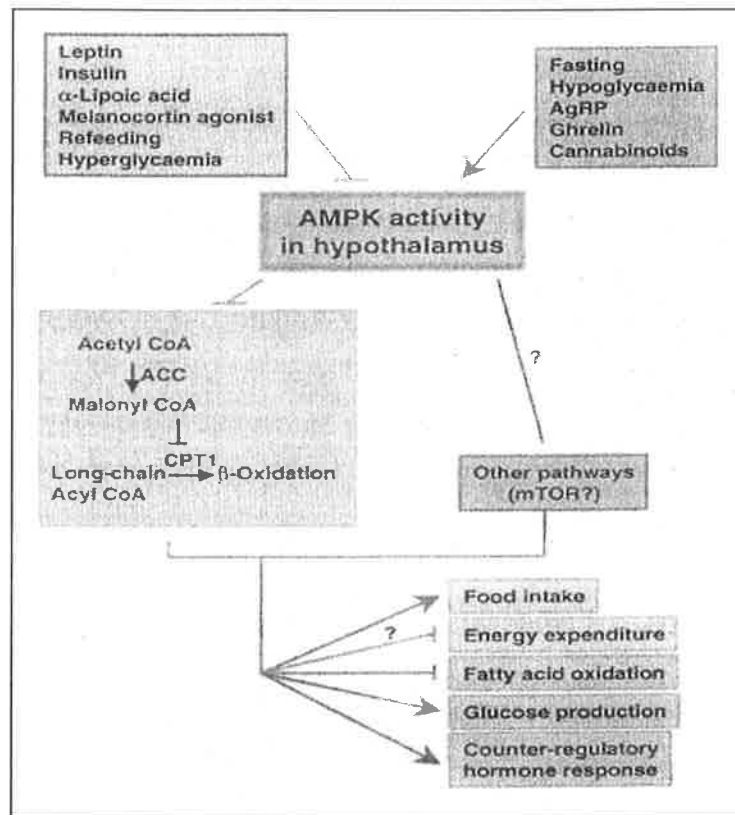 Leptin
Insulin
α-Lipoic acid
Melanocortin agonist
Refeeding
Hyperglycaemia
Fasting
Hypoglycaemia
AgRP
Ghrelin
Cannabinoids
AMPK activity
in hypothalamus
Acetyl CoA
ACC
Malonyl CoA
CPT1
Long-chain
β-Oxidation
Acyl CoA
?
Other pathways
(mTOR?)
Food intake
?
Energy expenditure
Fatty acid oxidation
Glucose production
Counter-regulatory
hormone response